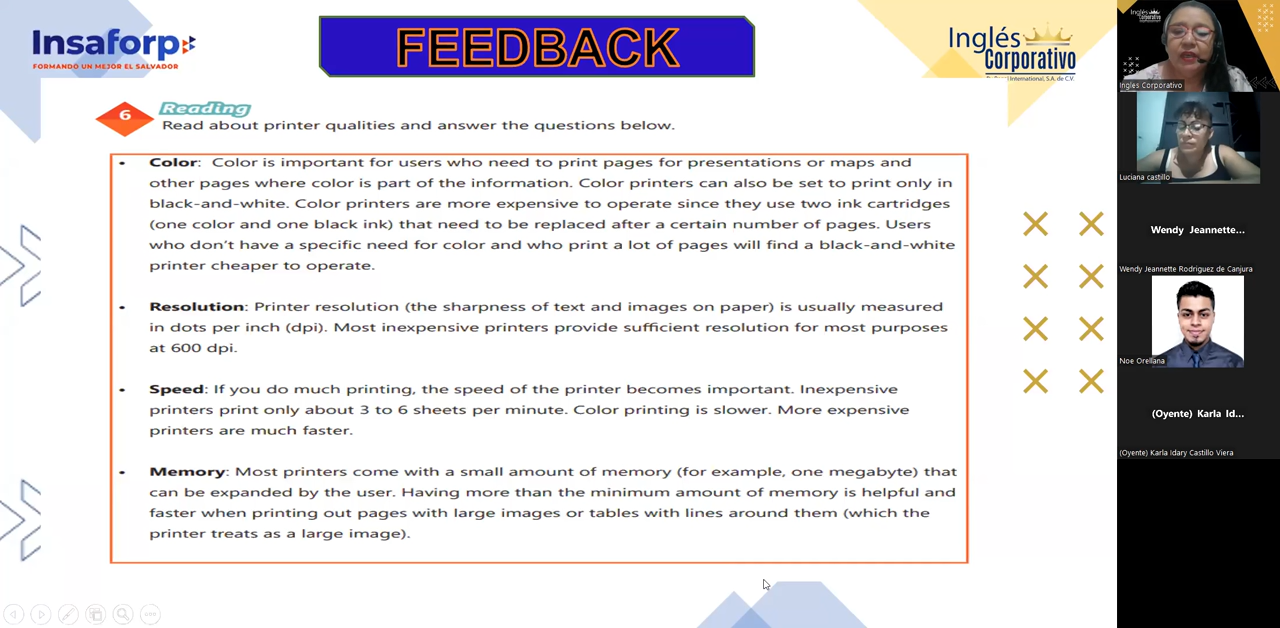 Insaforp
FORMANDO UN MEJOR EL SALVADOR
FEEDBACK
Inglés
Corporativo
International, S.A. de C.V.
6
Reading
Read about printer qualities and answer the questions below.
• Color: Color is important for users who need to print pages for presentations or maps and
other pages where color is part of the information. Color printers can also be set to print only in
black-and-white. Color printers are more expensive to operate since they use two ink cartridges
(one color and one black ink) that need to be replaced after a certain number of pages. Users
who don't have a specific need for color and who print a lot of pages will find a black-and-white
printer cheaper to operate.
• Resolution: Printer resolution (the sharpness of text and images on paper) is usually measured
in dots per inch (dpi). Most inexpensive printers provide sufficient resolution for most purposes
at 600 dpi.
• Speed: If you do much printing, the speed of the printer becomes important. Inexpensive
printers print only about 3 to 6 sheets per minute. Color printing is slower. More expensive
printers are much faster.
• Memory: Most printers come with a small amount of memory (for example, one megabyte) that
can be expanded by the user. Having more than the minimum amount of memory is helpful and
faster when printing out pages with large images or tables with lines around them (which the
printer treats as a large image).
Inglés
Corporativo
Ingles Corporativo
Luciana castillo
Wendy Jeannette...
Wendy Jeannette Rodriguez de Canjura
Noe Orellana
(Oyente) Karla Id...
(Oyente) Karla Idary Castillo Viera